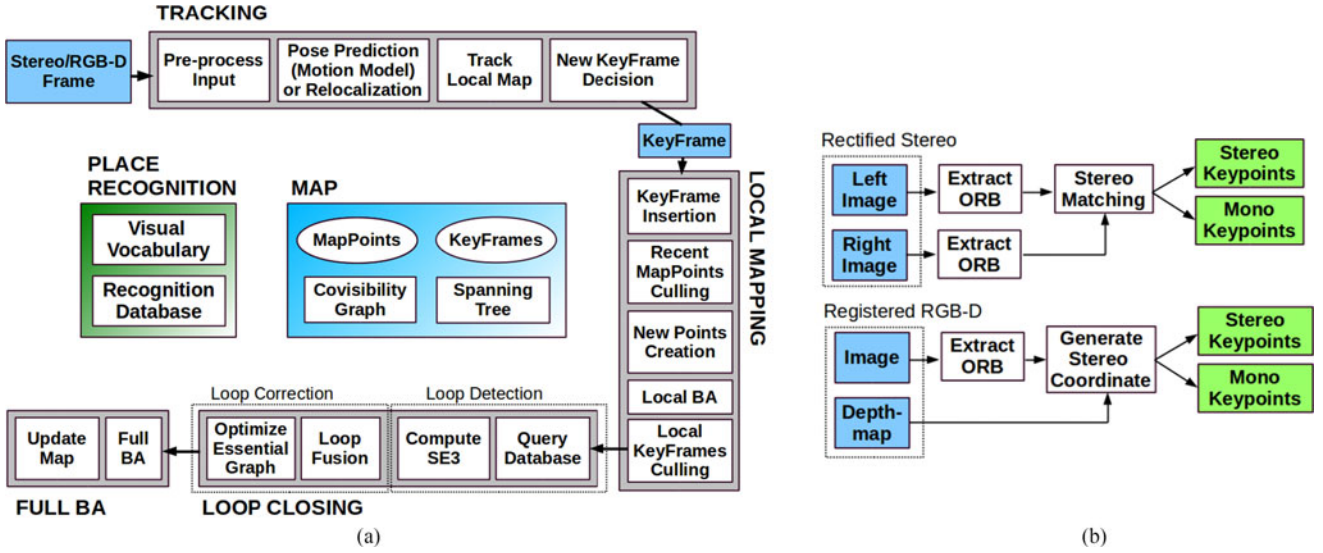 TRACKING
Stereo/RGB-D
Frame
Pre-process
Input
Pose Prediction
(Motion Model)
or Relocalization
Track
Local Map
New KeyFrame
Decision
KeyFrame
PLACE
RECOGNITION
Visual
Vocabulary
Recognition
Database
MAP
MapPoints
KeyFrames
Covisibility
Graph
Spanning
Tree
LOCAL MAPPING
KeyFrame
Insertion
Recent
MapPoints
Culling
New Points
Creation
Local BA
Local
KeyFrames
Culling
Loop Correction
Loop Detection
Update
Map
Full
BA
Optimize
Essential
Graph
Loop
Fusion
Compute
SE3
Query
Database
FULL BA
LOOP CLOSING
(a)
Rectified Stereo
Left
Image
Extract
ORB
Stereo
Matching
Stereo
Keypoints
Mono
Keypoints
Right
Image
Extract
ORB
Registered RGB-D
Image
Extract
ORB
Generate
Stereo
Coordinate
Stereo
Keypoints
Mono
Keypoints
Depth-
map
(b)